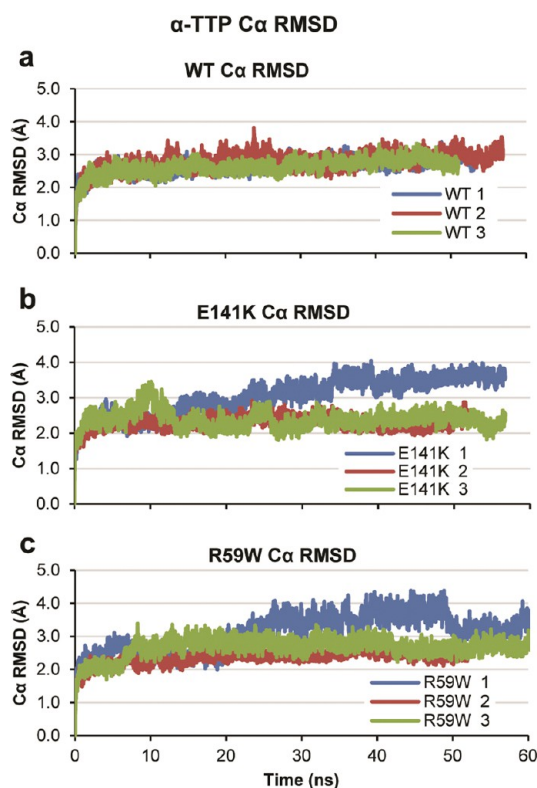 α-TTP Cα RMSD
a
WT Cα RMSD
Cα RMSD (Å)
5.0
4.0
3.0
2.0
1.0
0.0
WT 1
WT 2
WT 3
b
E141K Cα RMSD
Cα RMSD (Å)
5.0
4.0
3.0
2.0
1.0
0.0
E141K 1
E141K 2
E141K 3
c
R59W Cα RMSD
Cα RMSD (Å)
5.0
4.0
3.0
2.0
1.0
0.0
R59W 1
R59W 2
R59W 3
0 10 20 30 40 50 60
Time (ns)